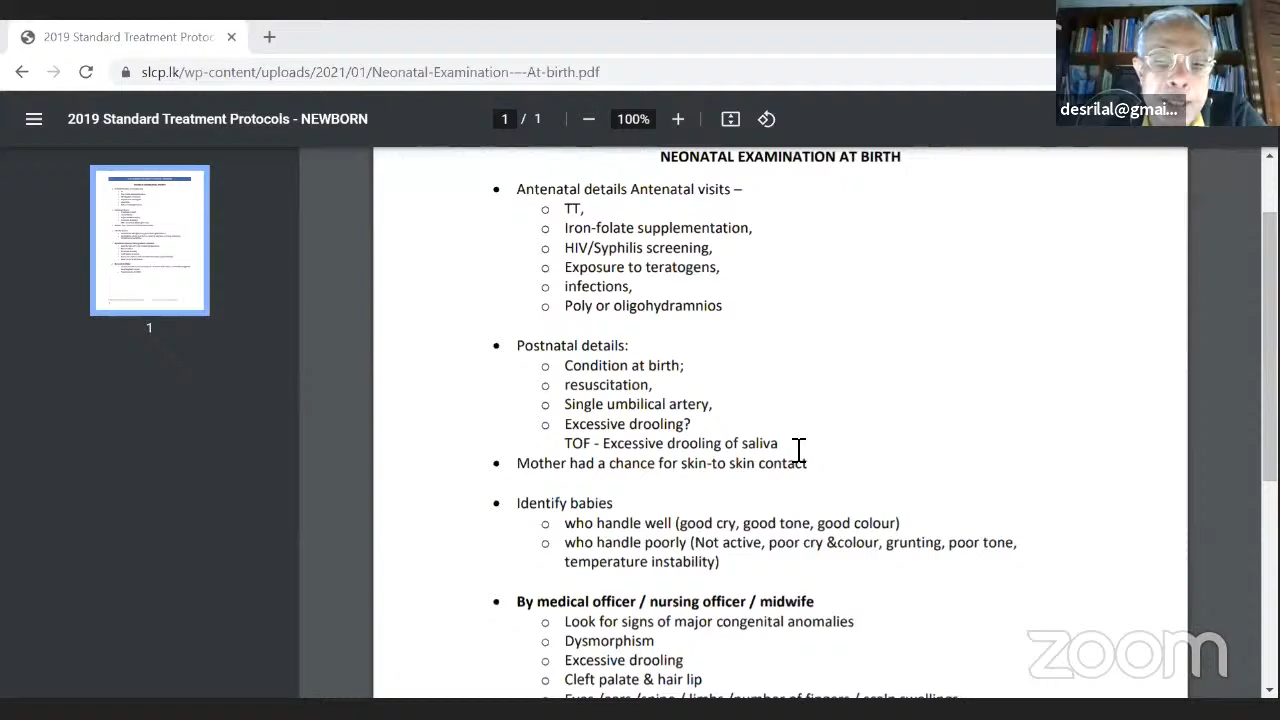 2019 Standard Treatment Protoc
slcp.lk/wp-content/uploads/2021/01/Neonatal-Examination-–-At-birth.pdf
desrilal@gmai...
2019 Standard Treatment Protocols - NEWBORN
1 / 1
100%
NEONATAL EXAMINATION AT BIRTH
• Antenatal details Antenatal visits –
o TT,
o Iron-folate supplementation,
o HIV/Syphilis screening,
o Exposure to teratogens,
o infections,
o Poly or oligohydramnios
• Postnatal details:
o Condition at birth;
o resuscitation,
o Single umbilical artery,
o Excessive drooling?
TOF - Excessive drooling of saliva
• Mother had a chance for skin-to skin contact
• Identify babies
o who handle well (good cry, good tone, good colour)
o who handle poorly (Not active, poor cry &colour, grunting, poor tone,
temperature instability)
• By medical officer / nursing officer / midwife
o Look for signs of major congenital anomalies
o Dysmorphism
o Excessive drooling
o Cleft palate & hair lip
1
zoom